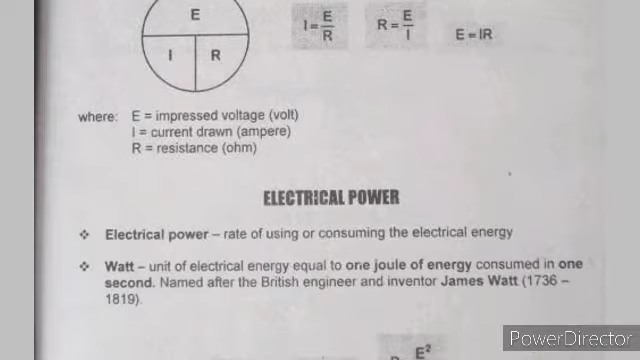 E
I R
I = E/R R = E/I E = IR
where: E = impressed voltage (volt)
I = current drawn (ampere)
R = resistance (ohm)
ELECTRICAL POWER
❖ Electrical power – rate of using or consuming the electrical energy
❖ Watt – unit of electrical energy equal to one joule of energy consumed in one
second. Named after the British engineer and inventor James Watt (1736 –
1819).
E²
PowerDirector